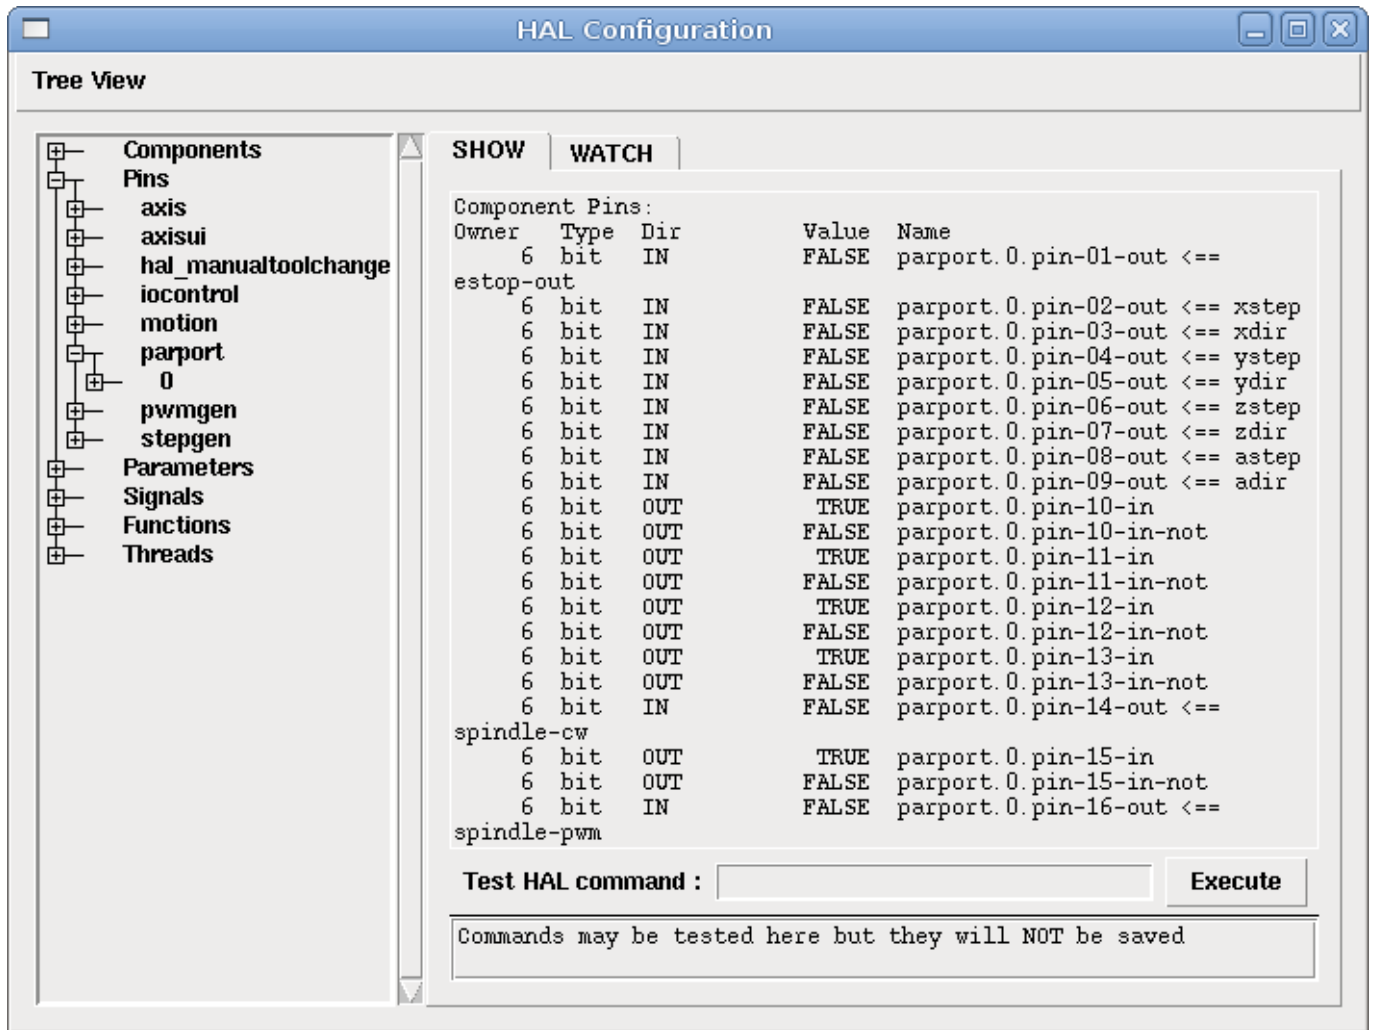 HAL Configuration
Tree View
Components
Pins
axis
axisui
hal_manualtoolchange
iocontrol
motion
parport
0
pwmgen
stepgen
Parameters
Signals
Functions
Threads
SHOW WATCH
Component Pins:
Owner Type Dir Value Name
6 bit IN FALSE parport.0.pin-01-out <==
estop-out
6 bit IN FALSE parport.0.pin-02-out <== xstep
6 bit IN FALSE parport.0.pin-03-out <== xdir
6 bit IN FALSE parport.0.pin-04-out <== ystep
6 bit IN FALSE parport.0.pin-05-out <== ydir
6 bit IN FALSE parport.0.pin-06-out <== zstep
6 bit IN FALSE parport.0.pin-07-out <== zdir
6 bit IN FALSE parport.0.pin-08-out <== astep
6 bit IN FALSE parport.0.pin-09-out <== adir
6 bit OUT TRUE parport.0.pin-10-in
6 bit OUT FALSE parport.0.pin-10-in-not
6 bit OUT TRUE parport.0.pin-11-in
6 bit OUT FALSE parport.0.pin-11-in-not
6 bit OUT TRUE parport.0.pin-12-in
6 bit OUT FALSE parport.0.pin-12-in-not
6 bit OUT TRUE parport.0.pin-13-in
6 bit OUT FALSE parport.0.pin-13-in-not
6 bit IN FALSE parport.0.pin-14-out <==
spindle-cw
6 bit OUT TRUE parport.0.pin-15-in
6 bit OUT FALSE parport.0.pin-15-in-not
6 bit IN FALSE parport.0.pin-16-out <==
spindle-pwm
Test HAL command : Execute
Commands may be tested here but they will NOT be saved